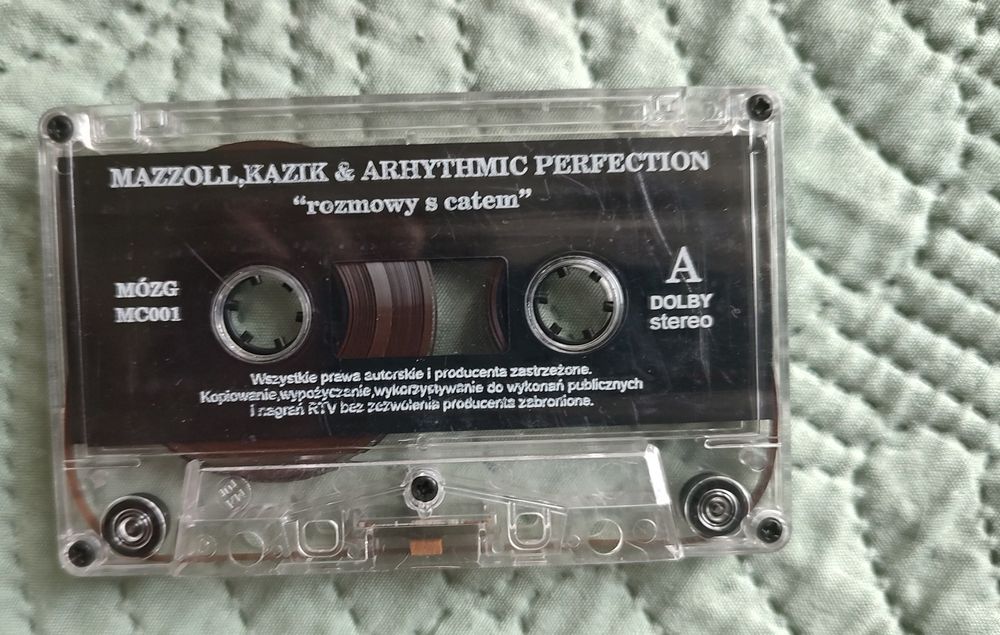 MAZZOLL,KAZIK & ARHYTHMIC PERFECTION
“rozmowy s catem”
MÓZG
MC001
A
DOLBY
stereo
Wszystkie prawa autorskie i producenta zastrzeżone.
Kopiowanie,wypożyczanie,wykorzystywanie do wykonań publicznych
i nagrań RTV bez zezwolenia producenta zabronione.